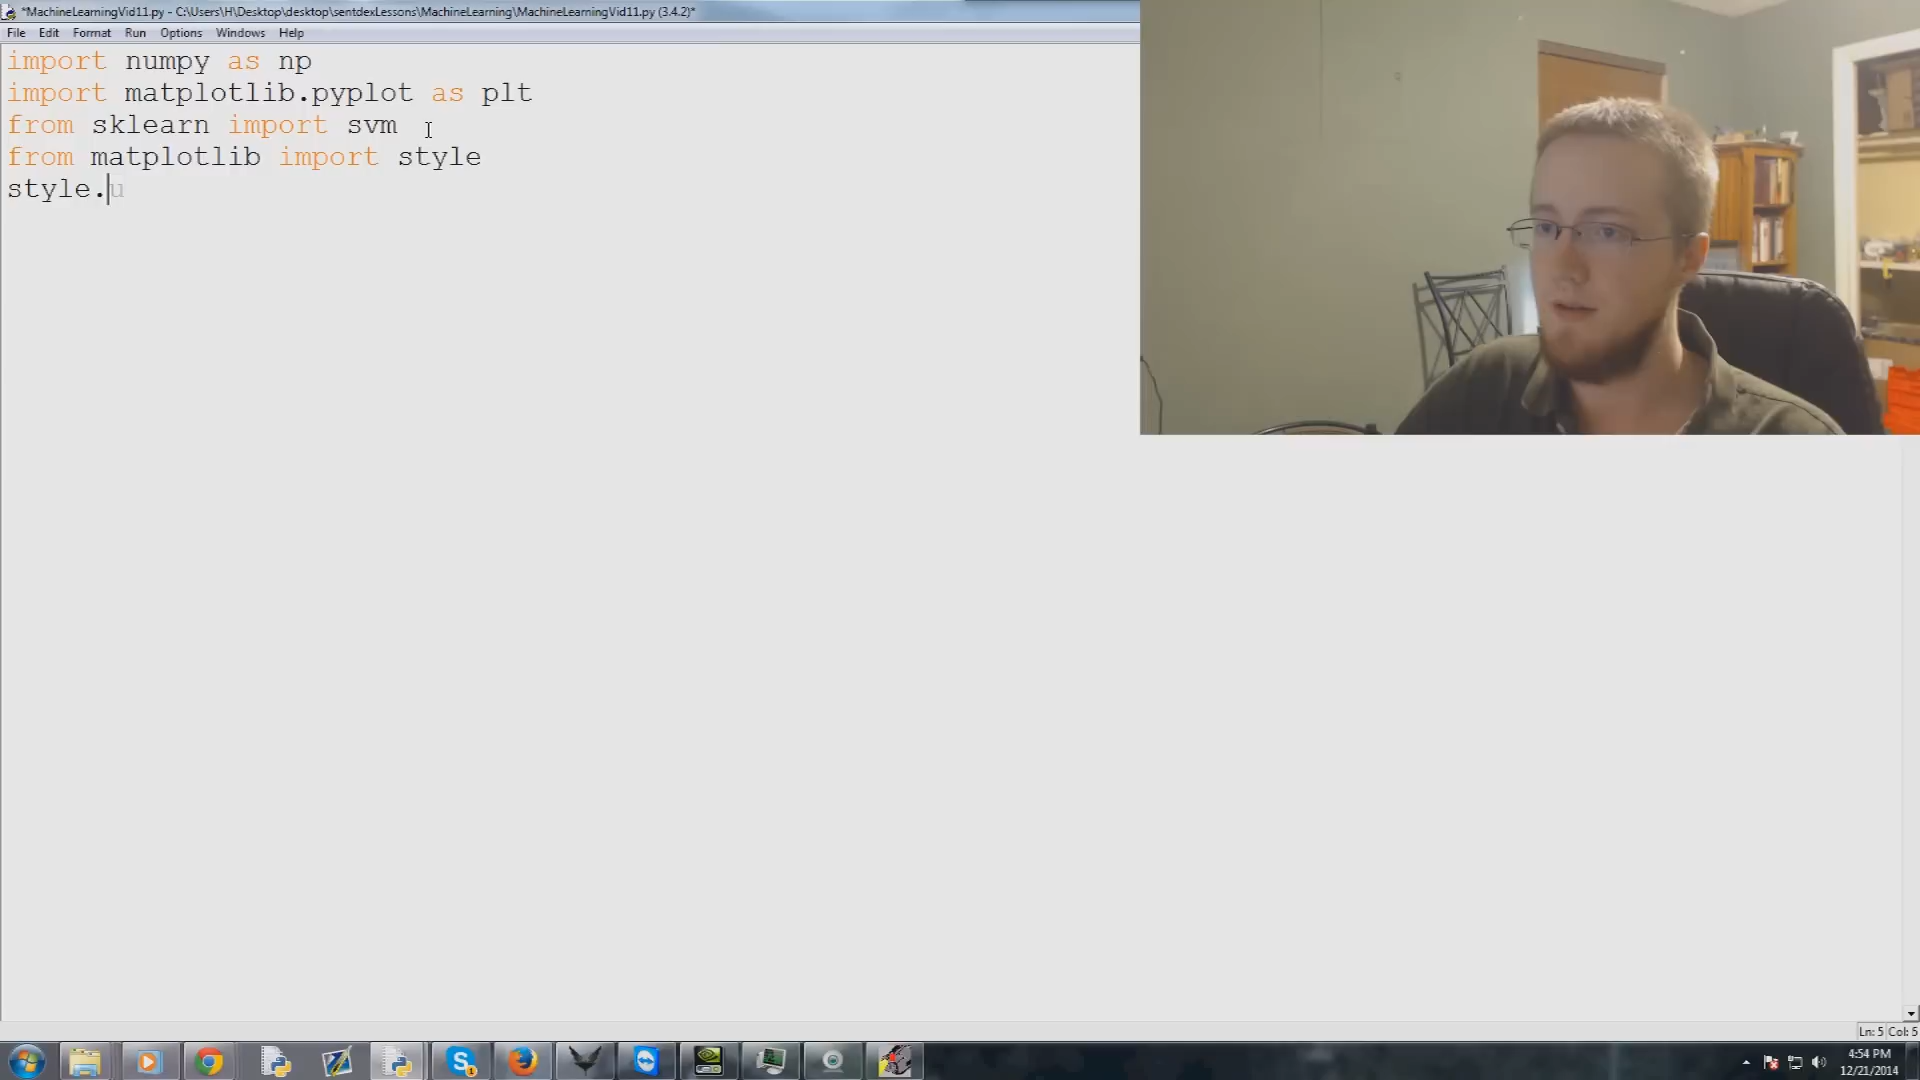 *MachineLearningVid11.py - C:\Users\H\Desktop\desktop\sentdexLessons\MachineLearning\MachineLearningVid11.py (3.4.2)*
File Edit Format Run Options Windows Help
import numpy as np
import matplotlib.pyplot as plt
from sklearn import svm
from matplotlib import style
style.u
Ln: 5 Col: 5
4:54 PM
12/21/2014